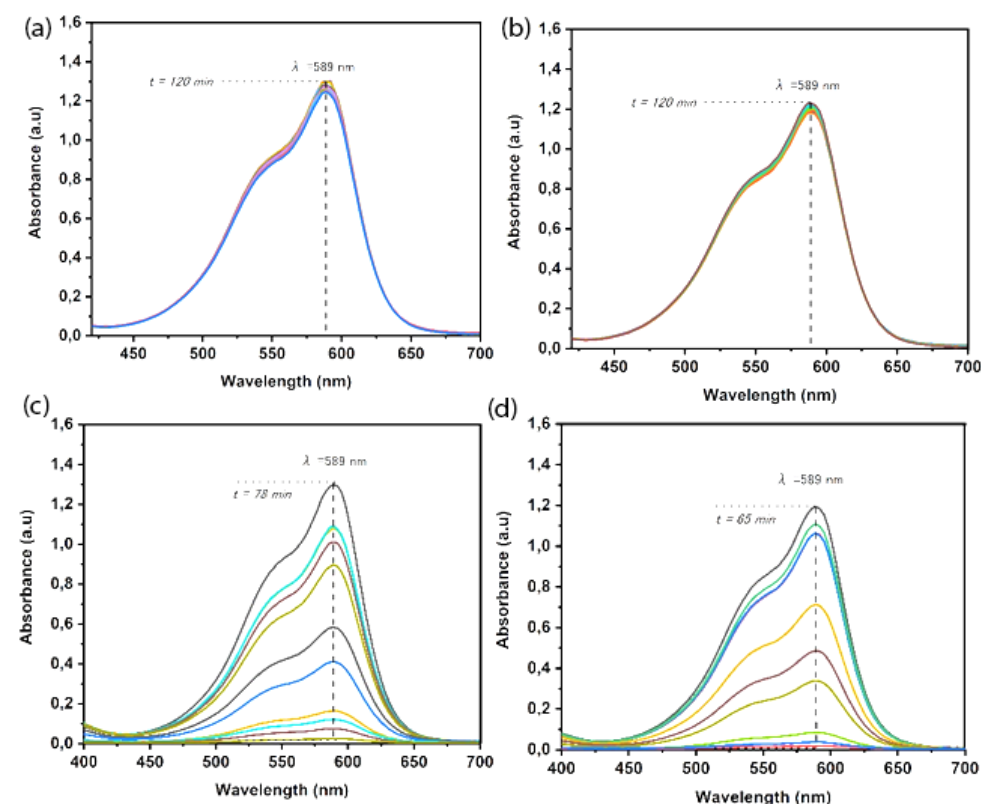 (a)
1,6
1,4
1,2
1,0
0,8
0,6
0,4
0,2
0,0
Absorbance (a.u)
λ =589 nm
t = 120 min
450 500 550 600 650 700
Wavelength (nm)
(b)
1,6
1,4
1,2
1,0
0,8
0,6
0,4
0,2
0,0
Absorbance (a.u)
λ =589 nm
t = 120 min
450 500 550 600 650 700
Wavelength (nm)
(c)
1,6
1,4
1,2
1,0
0,8
0,6
0,4
0,2
0,0
Absorbance (a.u)
λ =589 nm
t = 78 min
400 450 500 550 600 650 700
Wavelength (nm)
(d)
1,6
1,4
1,2
1,0
0,8
0,6
0,4
0,2
0,0
Absorbance (a.u)
λ =589 nm
t = 65 min
400 450 500 550 600 650 700
Wavelength (nm)